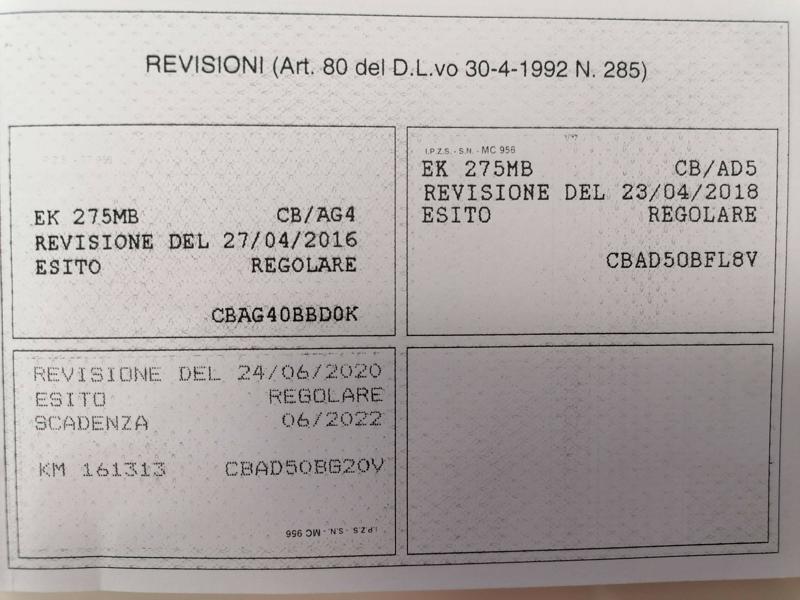 REVISIONI (Art. 80 del D.L.vo 30-4-1992 N. 285)
EK 275MB CB/AG4
REVISIONE DEL 27/04/2016
ESITO REGOLARE
CBAG40BBD0K
I.P.Z.S. - S.N. - MC 956
EK 275MB CB/AD5
REVISIONE DEL 23/04/2018
ESITO REGOLARE
CBAD50BFL8V
REVISIONE DEL 24/06/2020
ESITO REGOLARE
SCADENZA 06/2022
KM 161313 CBAD50BG20V
I.P.Z.S. - S.N. - MC 956